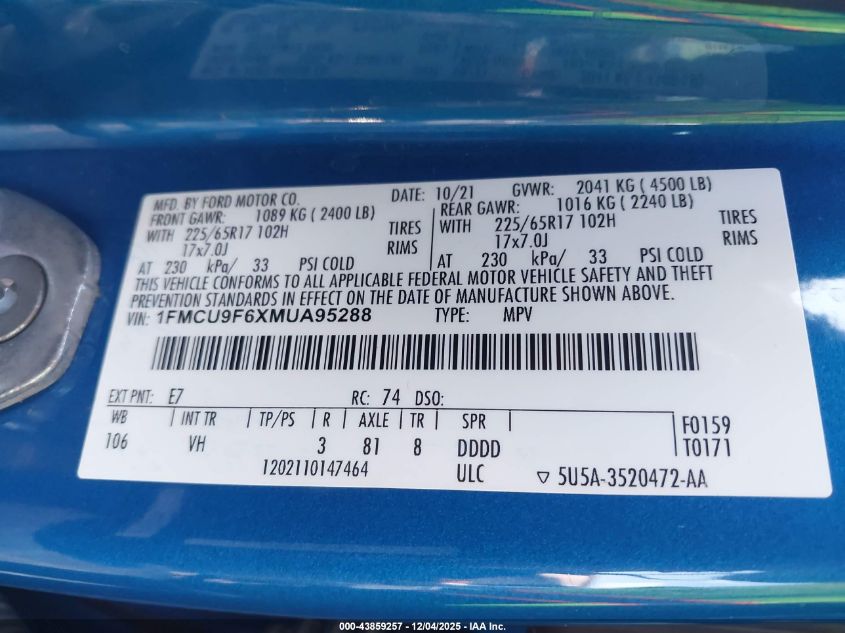 MFD. BY FORD MOTOR CO. DATE: 10/21 GVWR: 2041 KG ( 4500 LB)
FRONT GAWR: 1089 KG ( 2400 LB) REAR GAWR: 1016 KG ( 2240 LB)
WITH 225/65R17 102H TIRES WITH 225/65R17 102H TIRES
17x7.0J RIMS 17x7.0J RIMS
AT 230 kPa/ 33 PSI COLD AT 230 kPa/ 33 PSI COLD
THIS VEHICLE CONFORMS TO ALL APPLICABLE FEDERAL MOTOR VEHICLE SAFETY AND THEFT
PREVENTION STANDARDS IN EFFECT ON THE DATE OF MANUFACTURE SHOWN ABOVE.
VIN: 1FMCU9F6XMUA95288 TYPE: MPV
EXT PNT: E7 RC: 74 DSO:
WB INT TR TP/PS R AXLE TR SPR F0159
106 VH 3 81 8 DDDD T0171
1202110147464 ULC ▽ 5U5A-3520472-AA
000-43859257 - 12/04/2025 - IAA Inc.